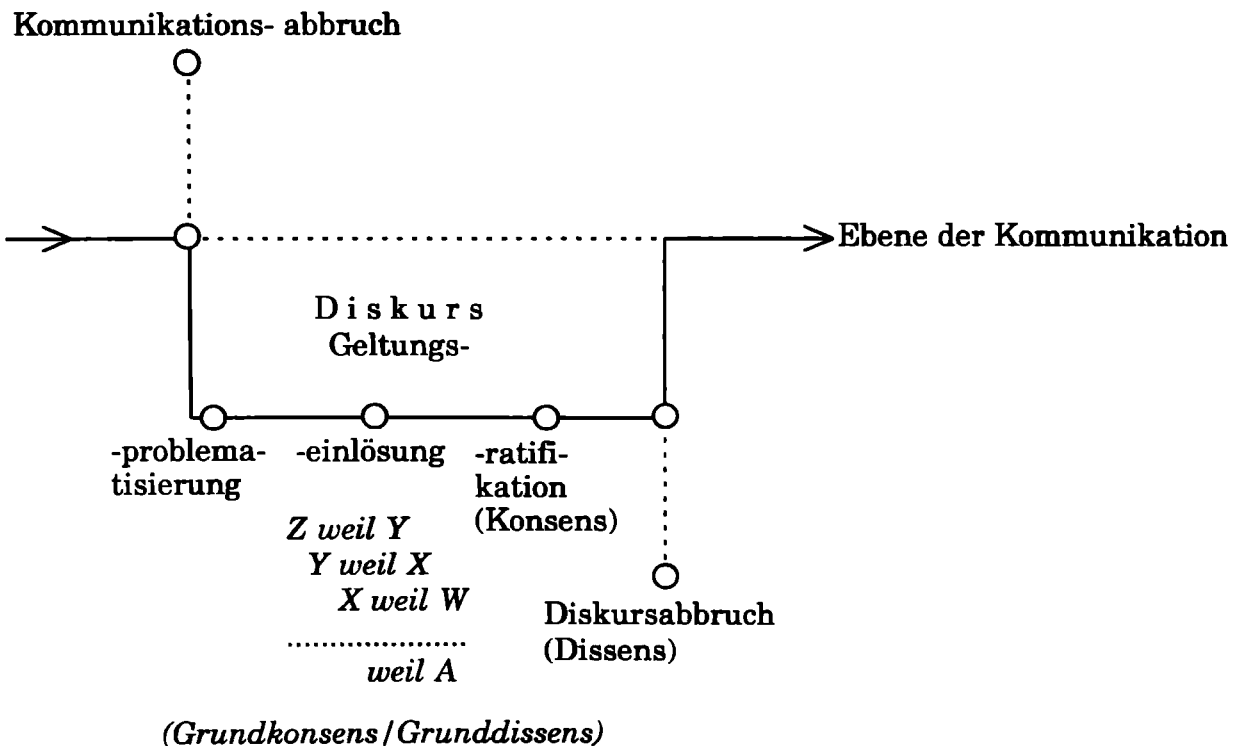 Kommunikations- abbruch
Ebene der Kommunikation
D i s k u r s
Geltungs-
-problema-
tisierung
-einlösung
-ratifi-
kation
(Konsens)
Z weil Y
Y weil X
X weil W
....................
weil A
Diskursabbruch
(Dissens)
(Grundkonsens / Grunddissens)